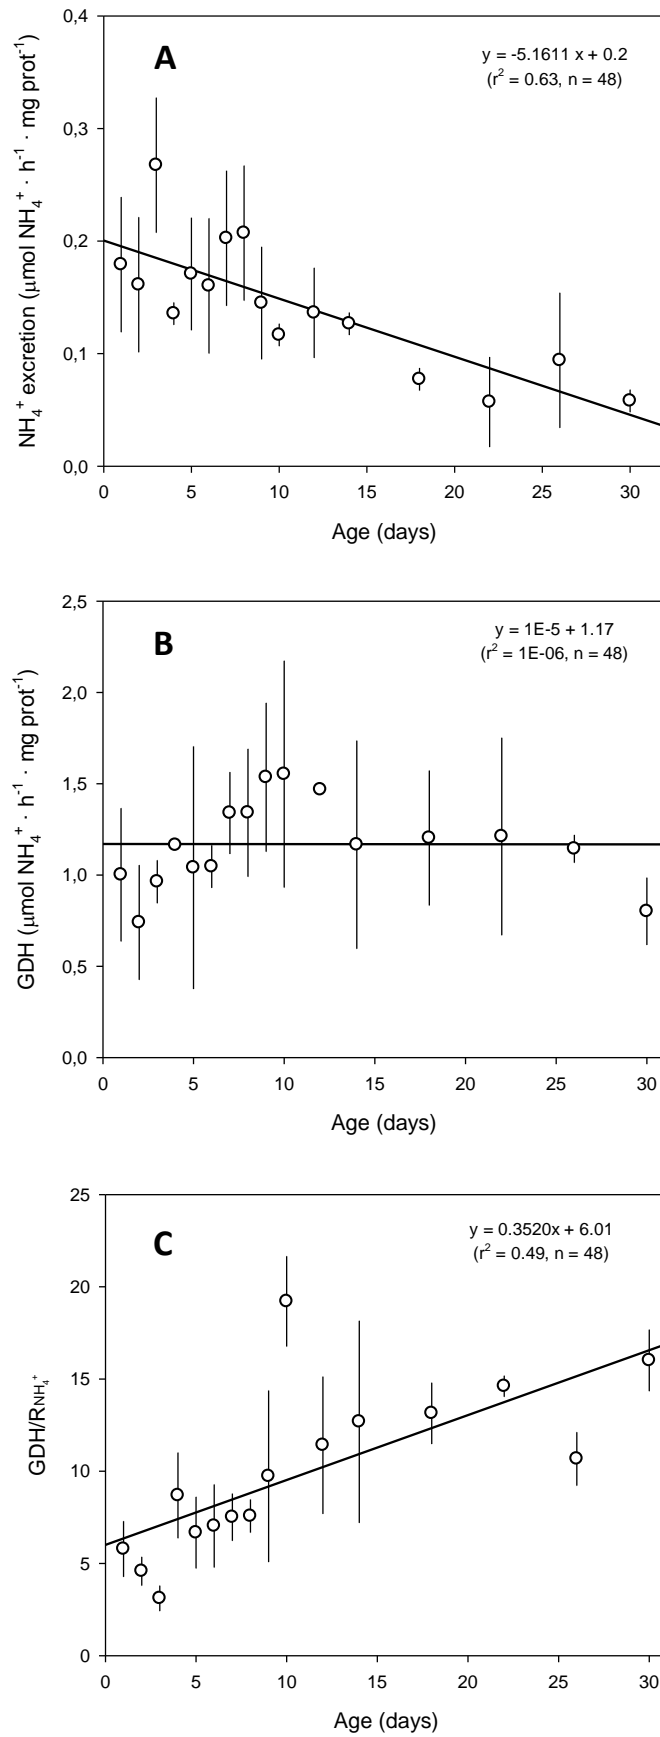 0,4
A
y = -5.1611 x + 0.2
(r² = 0.63, n = 48)
0,3
0,2
0,1
0,0
NH₄⁺ excretion (µmol NH₄⁺ · h⁻¹ · mg prot⁻¹)
0 5 10 15 20 25 30
Age (days)
2,5
B
y = 1E-5 + 1.17
(r² = 1E-06, n = 48)
2,0
1,5
1,0
0,5
0,0
GDH (µmol NH₄⁺ · h⁻¹ · mg prot⁻¹)
0 5 10 15 20 25 30
Age (days)
25
C
y = 0.3520x + 6.01
(r² = 0.49, n = 48)
20
15
10
5
0
GDH/RNH₄⁺
0 5 10 15 20 25 30
Age (days)